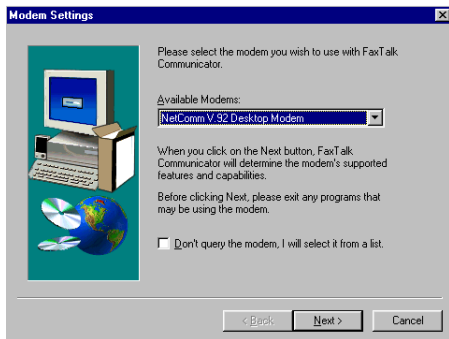 Modem Settings
Please select the modem you wish to use with FaxTalk
Communicator.
Available Modems:
NetComm V.92 Desktop Modem
When you click on the Next button, FaxTalk
Communicator will determine the modem's supported
features and capabilities.
Before clicking Next, please exit any programs that
may be using the modem.
Don't query the modem, I will select it from a list.
< Back Next > Cancel